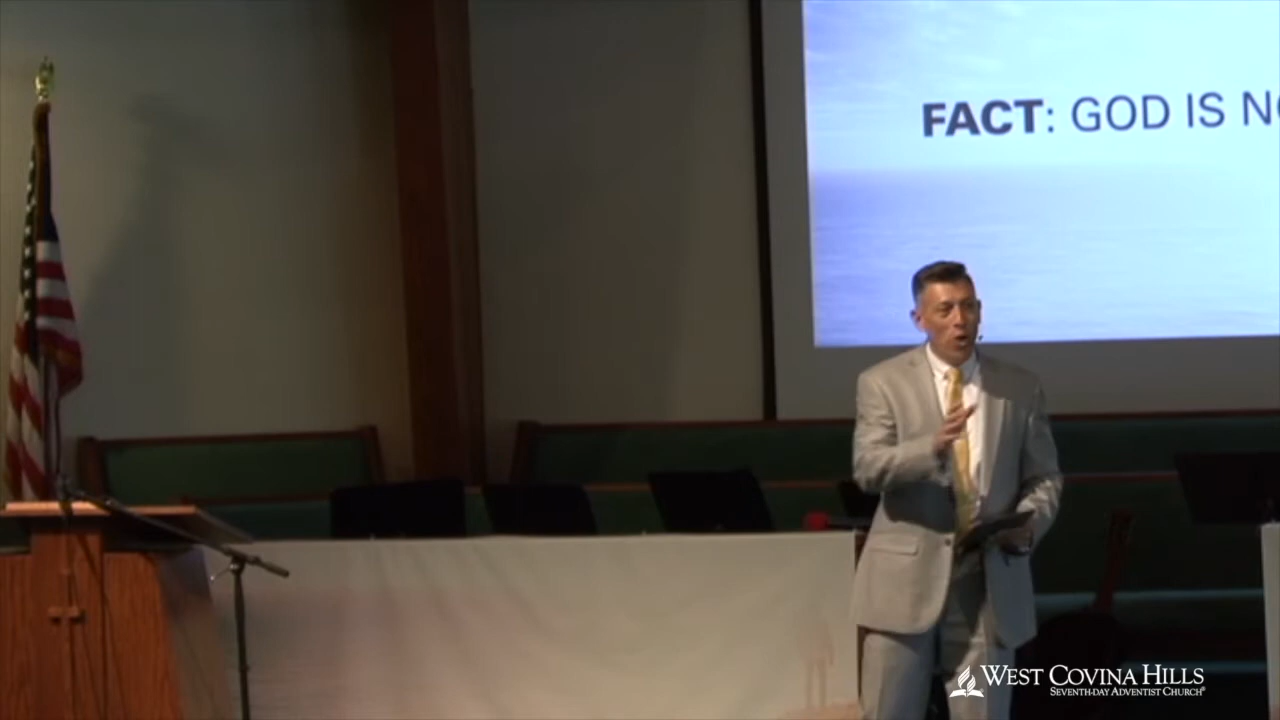 FACT: GOD IS
WEST COVINA HILLS
SEVENTH-DAY ADVENTIST CHURCH